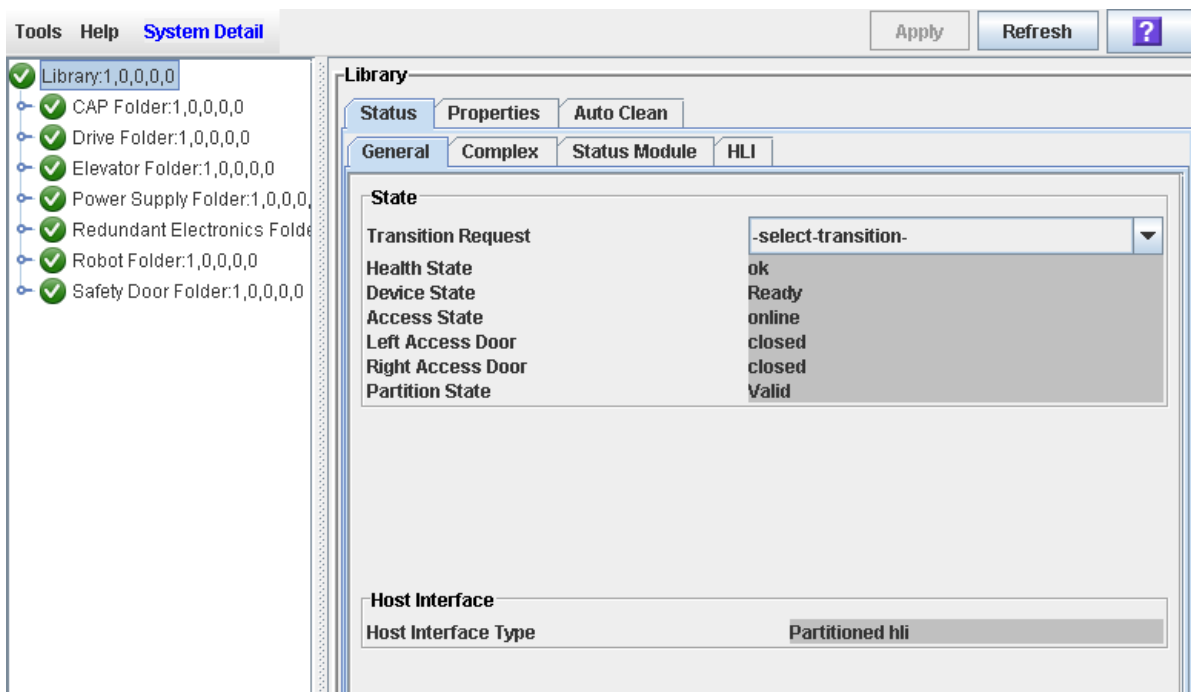 Tools Help System Detail Apply Refresh ?
Library:1,0,0,0,0
CAP Folder:1,0,0,0,0
Drive Folder:1,0,0,0,0
Elevator Folder:1,0,0,0,0
Power Supply Folder:1,0,0,0,
Redundant Electronics Folde
Robot Folder:1,0,0,0,0
Safety Door Folder:1,0,0,0,0
Library
Status Properties Auto Clean
General Complex Status Module HLI
State
Transition Request -select-transition-
Health State ok
Device State Ready
Access State online
Left Access Door closed
Right Access Door closed
Partition State Valid
Host Interface
Host Interface Type Partitioned hli